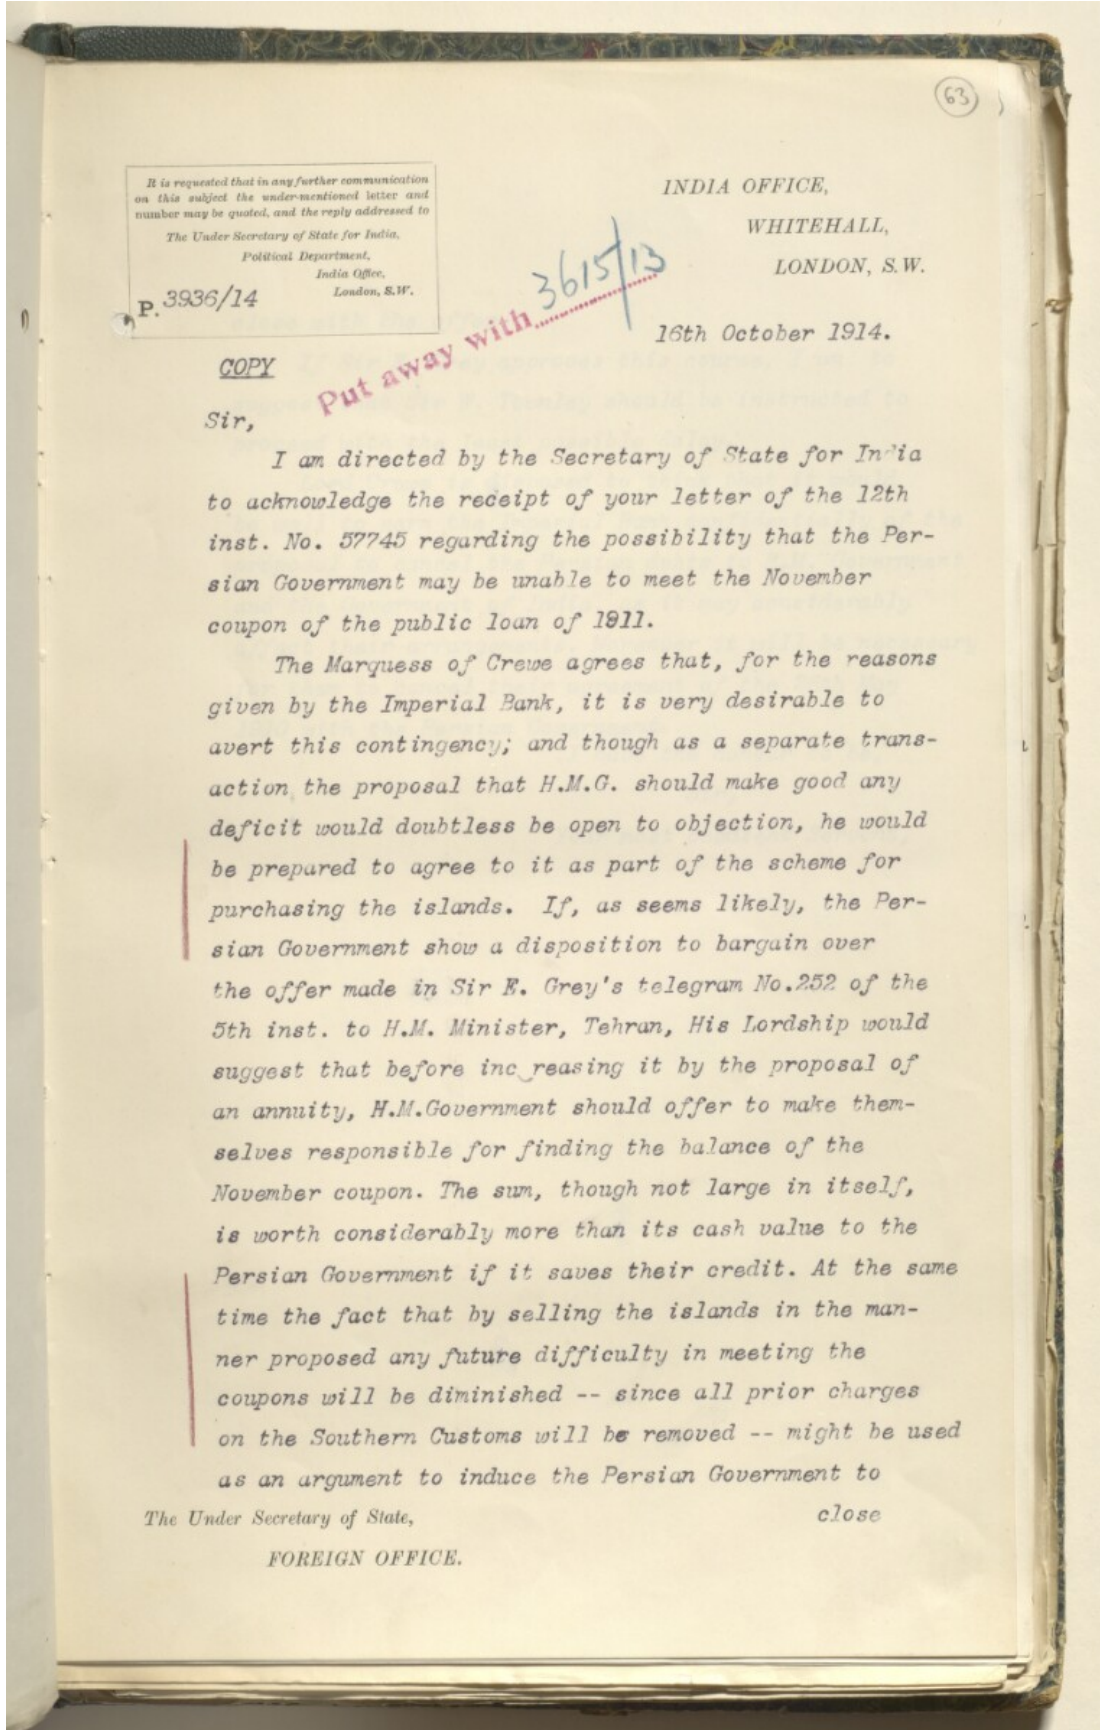 63
It is requested that in any further communication
on this subject the under-mentioned letter and
number may be quoted, and the reply addressed to
The Under Secretary of State for India,
Political Department,
India Office,
London, S.W.
P. 3936/14
INDIA OFFICE,
WHITEHALL,
LONDON, S.W.
Put away with 3615/13
16th October 1914.
COPY
Sir,
I am directed by the Secretary of State for India
to acknowledge the receipt of your letter of the 12th
inst. No. 57745 regarding the possibility that the Per-
sian Government may be unable to meet the November
coupon of the public loan of 1911.
The Marquess of Crewe agrees that, for the reasons
given by the Imperial Bank, it is very desirable to
avert this contingency; and though as a separate trans-
action the proposal that H.M.G. should make good any
deficit would doubtless be open to objection, he would
be prepared to agree to it as part of the scheme for
purchasing the islands. If, as seems likely, the Per-
sian Government show a disposition to bargain over
the offer made in Sir E. Grey's telegram No.252 of the
5th inst. to H.M. Minister, Tehran, His Lordship would
suggest that before increasing it by the proposal of
an annuity, H.M.Government should offer to make them-
selves responsible for finding the balance of the
November coupon. The sum, though not large in itself,
is worth considerably more than its cash value to the
Persian Government if it saves their credit. At the same
time the fact that by selling the islands in the man-
ner proposed any future difficulty in meeting the
coupons will be diminished -- since all prior charges
on the Southern Customs will be removed -- might be used
as an argument to induce the Persian Government to
close
The Under Secretary of State,
FOREIGN OFFICE.